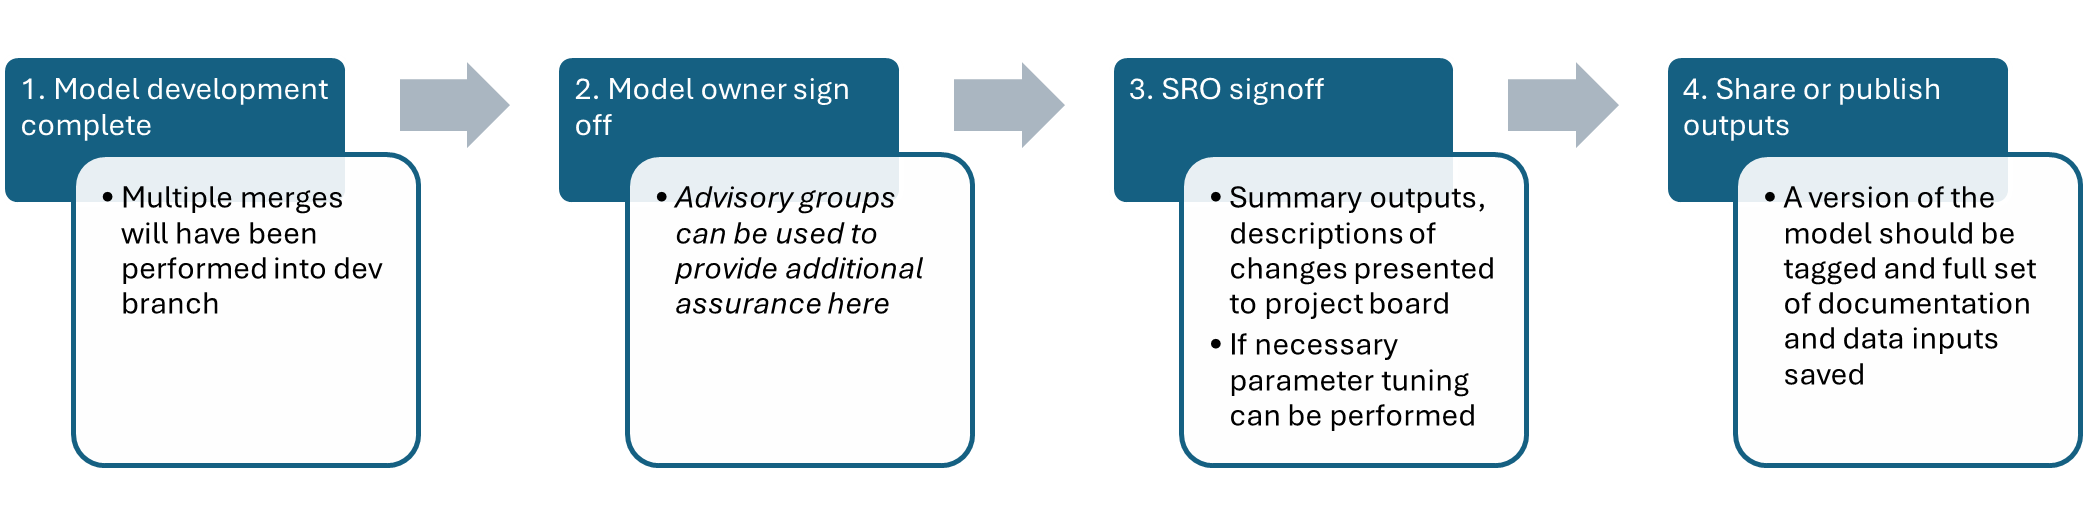 1. Model development
complete
• Multiple merges
will have been
performed into dev
branch
2. Model owner sign
off
• Advisory groups
can be used to
provide additional
assurance here
3. SRO signoff
• Summary outputs,
descriptions of
changes presented
to project board
• If necessary
parameter tuning
can be performed
4. Share or publish
outputs
• A version of the
model should be
tagged and full set
of documentation
and data inputs
saved